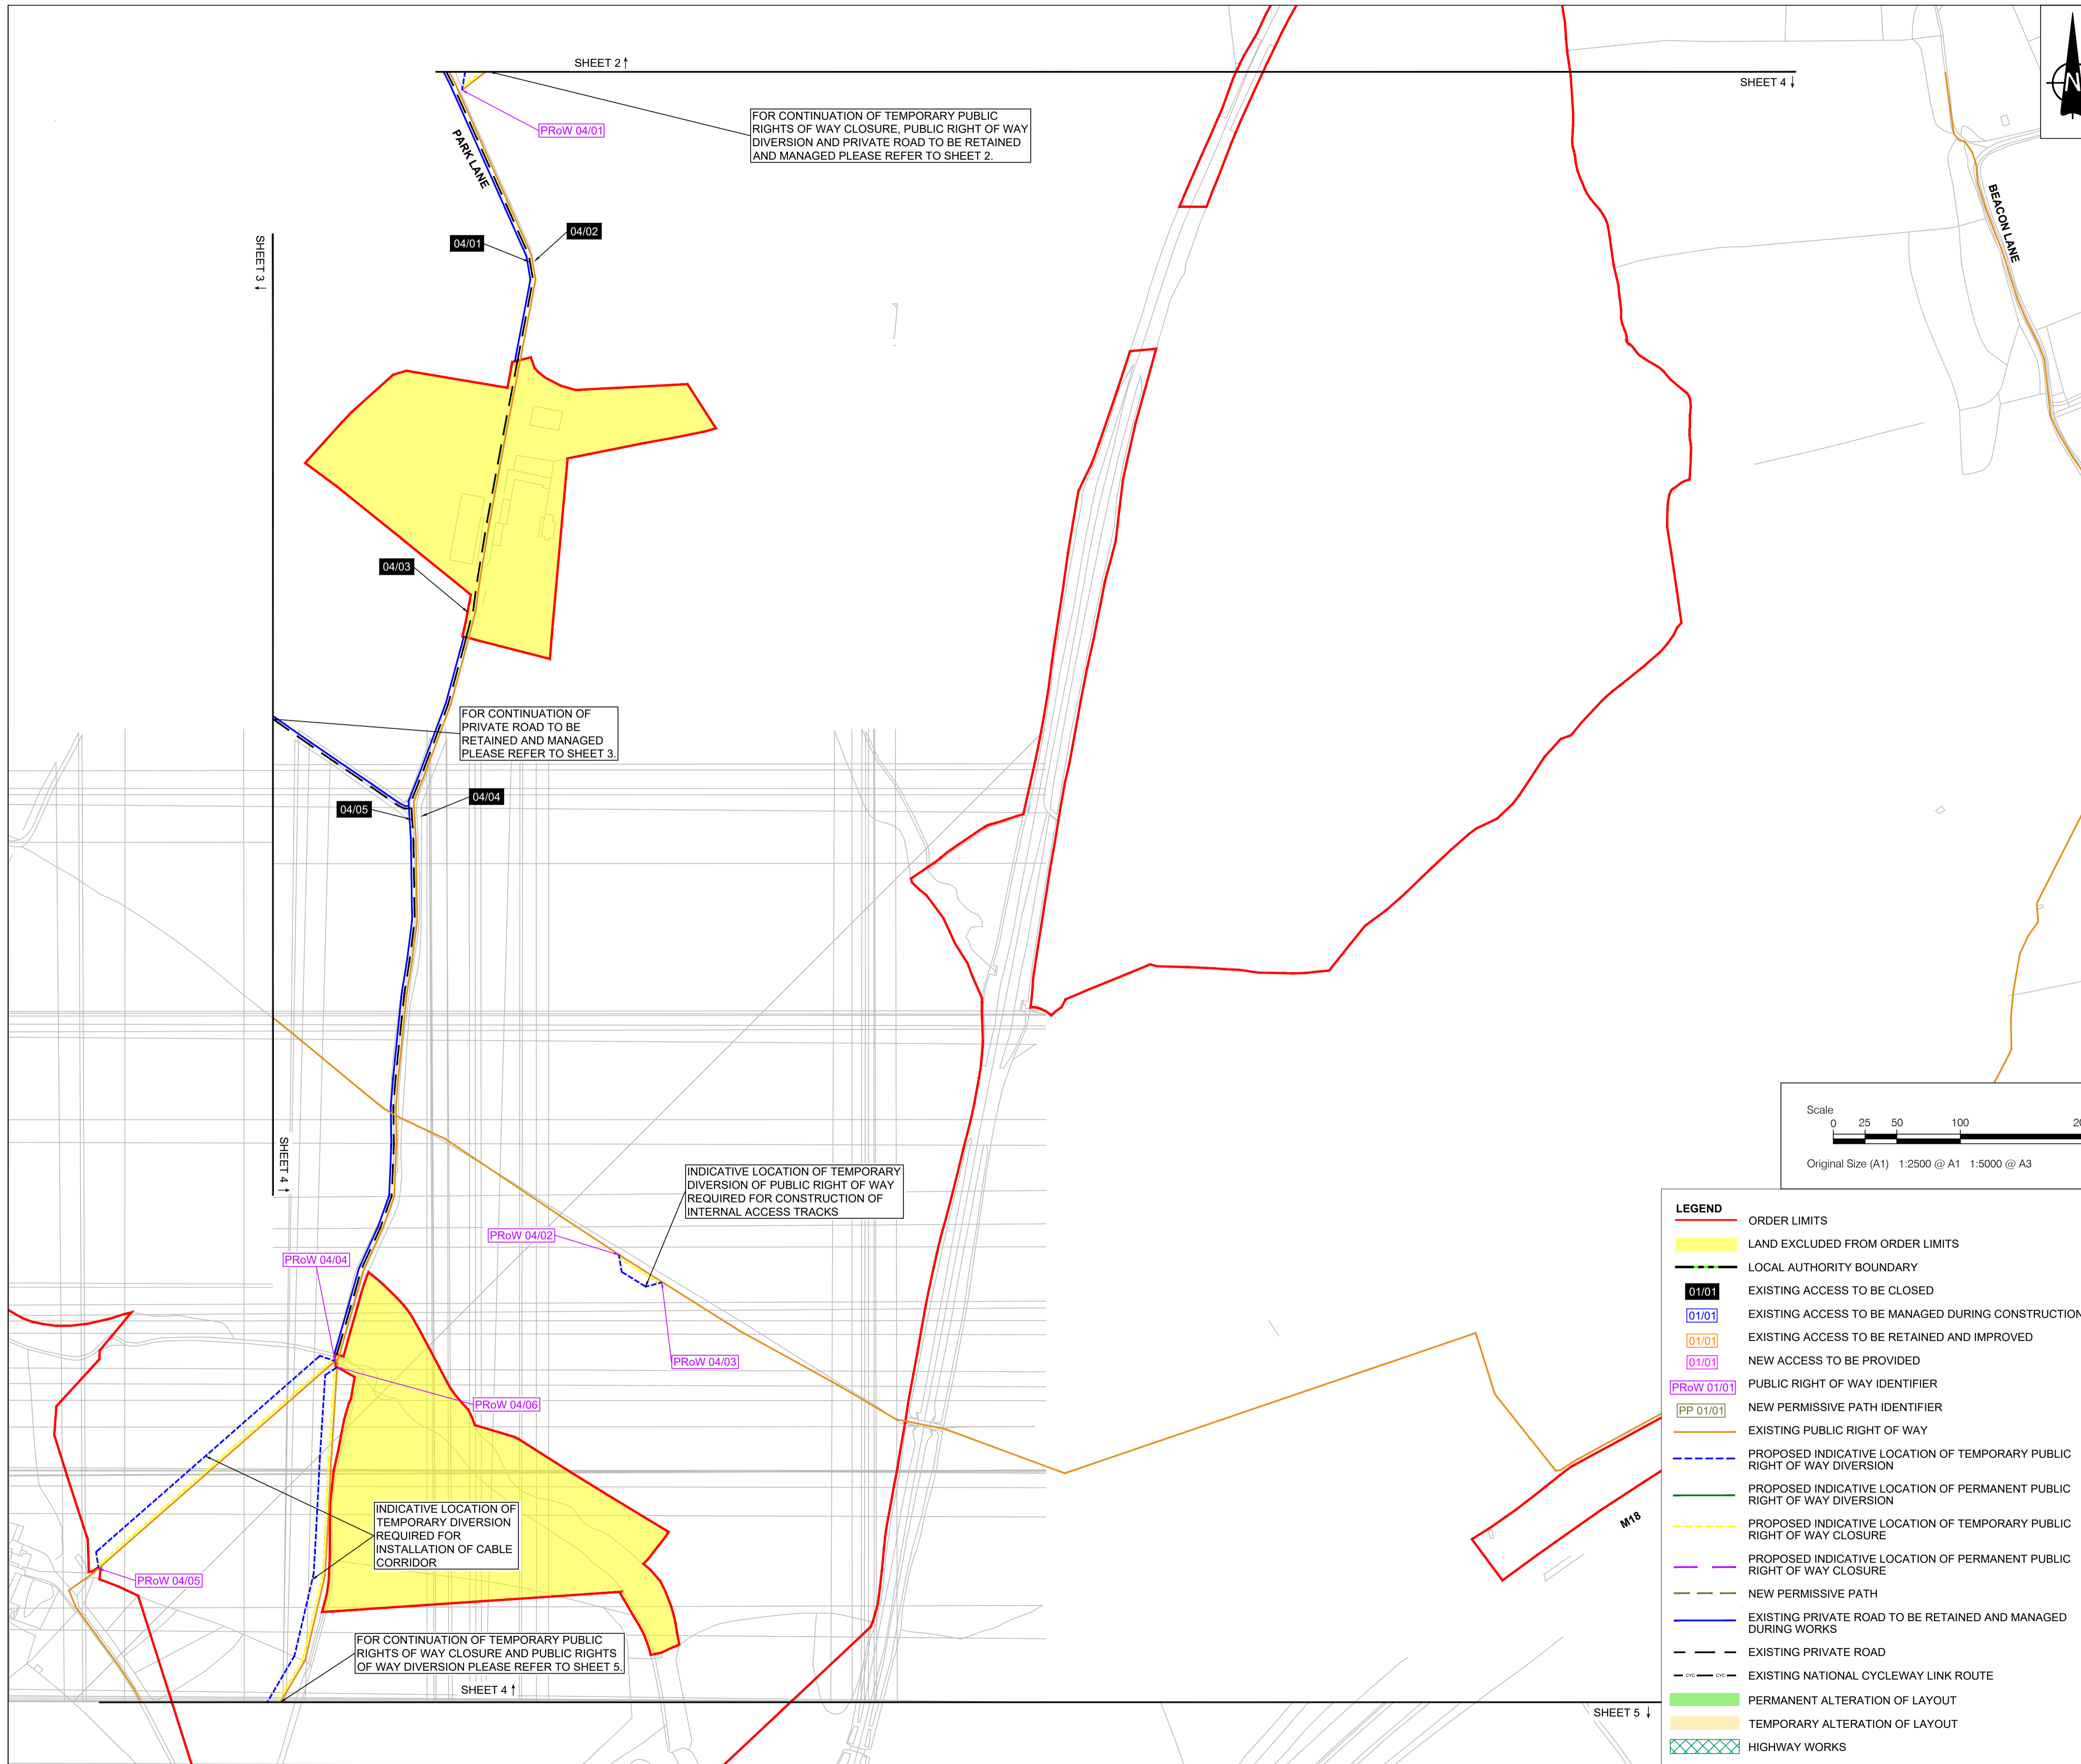 SHEET 2 ↑
SHEET 4 ↓
N
PRoW 04/01
FOR CONTINUATION OF TEMPORARY PUBLIC
RIGHTS OF WAY CLOSURE, PUBLIC RIGHT OF WAY
DIVERSION AND PRIVATE ROAD TO BE RETAINED
AND MANAGED PLEASE REFER TO SHEET 2.
PARK LANE
BEACON LANE
04/01
04/02
SHEET 3 ↓
04/03
FOR CONTINUATION OF
PRIVATE ROAD TO BE
RETAINED AND MANAGED
PLEASE REFER TO SHEET 3.
04/04
04/05
SHEET 4 ↑
INDICATIVE LOCATION OF TEMPORARY
DIVERSION OF PUBLIC RIGHT OF WAY
REQUIRED FOR CONSTRUCTION OF
INTERNAL ACCESS TRACKS
PRoW 04/02
PRoW 04/04
PRoW 04/03
PRoW 04/06
INDICATIVE LOCATION OF
TEMPORARY DIVERSION
REQUIRED FOR
INSTALLATION OF CABLE
CORRIDOR
M18
PRoW 04/05
FOR CONTINUATION OF TEMPORARY PUBLIC
RIGHTS OF WAY CLOSURE AND PUBLIC RIGHTS
OF WAY DIVERSION PLEASE REFER TO SHEET 5.
SHEET 4 ↑
SHEET 5 ↓
Scale
0 25 50 100
Original Size (A1) 1:2500 @ A1 1:5000 @ A3
LEGEND
ORDER LIMITS
LAND EXCLUDED FROM ORDER LIMITS
LOCAL AUTHORITY BOUNDARY
01/01 EXISTING ACCESS TO BE CLOSED
01/01 EXISTING ACCESS TO BE MANAGED DURING CONSTRUCTION
01/01 EXISTING ACCESS TO BE RETAINED AND IMPROVED
01/01 NEW ACCESS TO BE PROVIDED
PRoW 01/01 PUBLIC RIGHT OF WAY IDENTIFIER
PP 01/01 NEW PERMISSIVE PATH IDENTIFIER
EXISTING PUBLIC RIGHT OF WAY
PROPOSED INDICATIVE LOCATION OF TEMPORARY PUBLIC
RIGHT OF WAY DIVERSION
PROPOSED INDICATIVE LOCATION OF PERMANENT PUBLIC
RIGHT OF WAY DIVERSION
PROPOSED INDICATIVE LOCATION OF TEMPORARY PUBLIC
RIGHT OF WAY CLOSURE
PROPOSED INDICATIVE LOCATION OF PERMANENT PUBLIC
RIGHT OF WAY CLOSURE
NEW PERMISSIVE PATH
EXISTING PRIVATE ROAD TO BE RETAINED AND MANAGED
DURING WORKS
EXISTING PRIVATE ROAD
CYC CYC EXISTING NATIONAL CYCLEWAY LINK ROUTE
PERMANENT ALTERATION OF LAYOUT
TEMPORARY ALTERATION OF LAYOUT
HIGHWAY WORKS